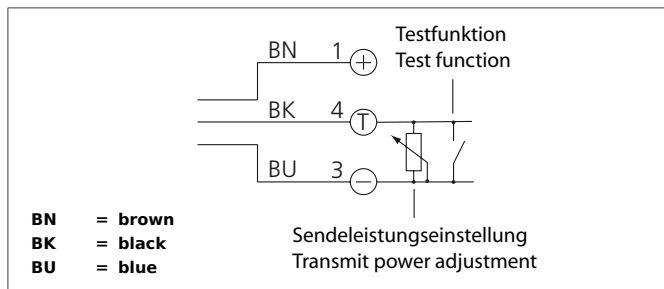 Testfunktion
Test function
BN 1 +
BK 4 T
BU 3 −
BN = brown
BK = black
BU = blue
Sendeleistungseinstellung
Transmit power adjustment